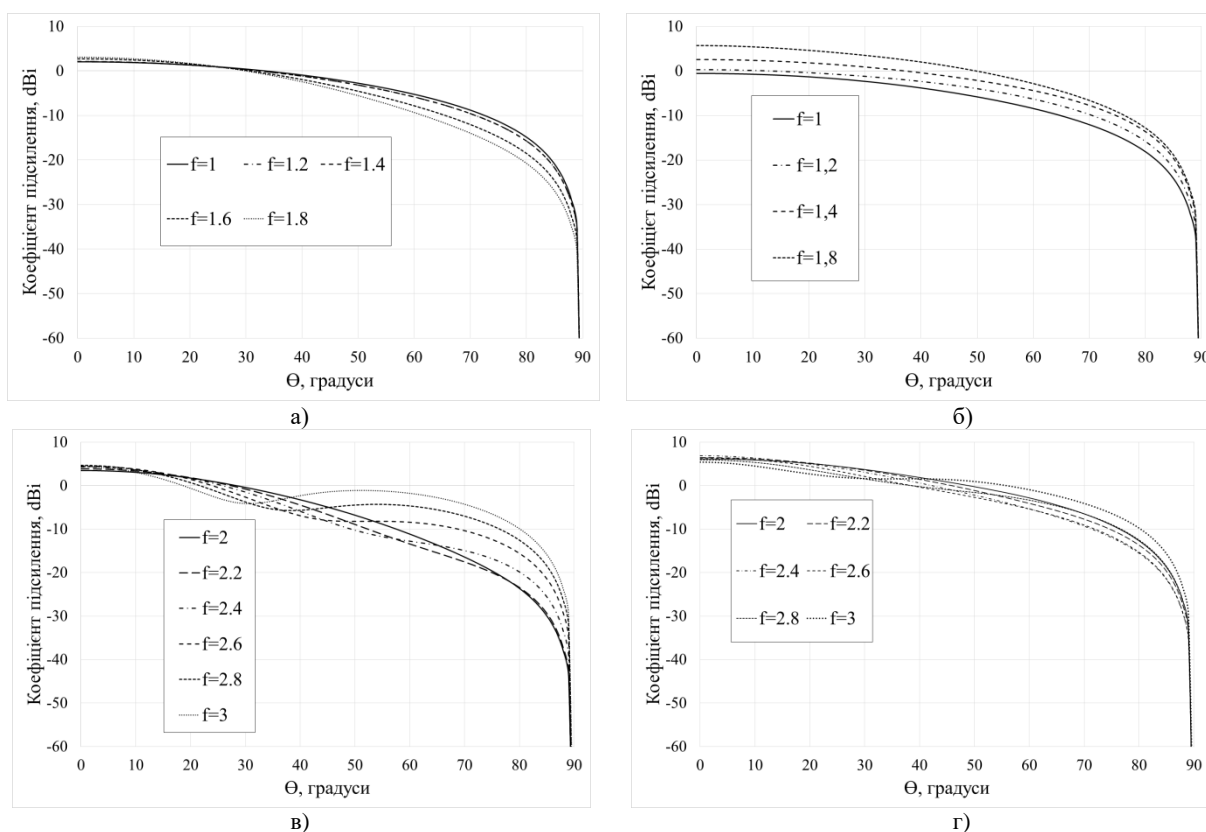 10
0
-10
-20
-30
-40
-50
-60
Коефіцієнт підсилення, dBi
f=1 f=1.2 f=1.4
f=1.6 f=1.8
0 10 20 30 40 50 60 70 80 90
Ө, градуси
а)
10
0
-10
-20
-30
-40
-50
-60
Коефіцієт підсилення, dBi
f=1
f=1,2
f=1,4
f=1,8
0 10 20 30 40 50 60 70 80 90
Ө, градуси
б)
10
0
-10
-20
-30
-40
-50
-60
Коефіцієнт підсилення, dBi
f=2
f=2.2
f=2.4
f=2.6
f=2.8
f=3
0 10 20 30 40 50 60 70 80 90
Ө, градуси
в)
10
0
-10
-20
-30
-40
-50
-60
Коефіцієнт підсилення, dBi
f=2 f=2.2
f=2.4 f=2.6
f=2.8 f=3
0 10 20 30 40 50 60 70 80 90
Ө, градуси
г)